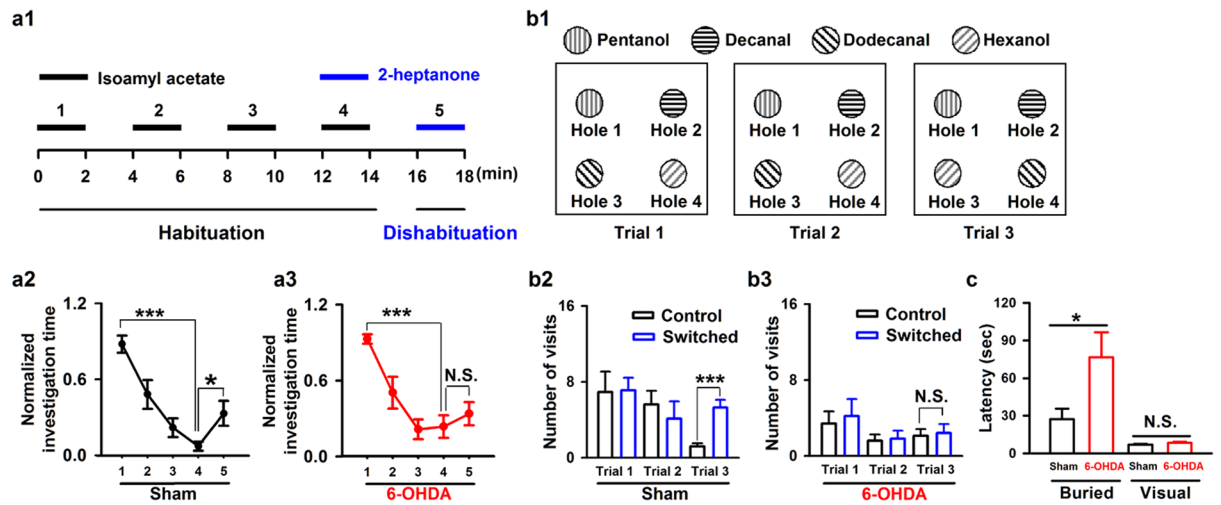 a1
Isoamyl acetate
2-heptanone
1 2 3 4 5
0 2 4 6 8 10 12 14 16 18 (min)
Habituation
Dishabituation
b1
Pentanol Decanal Dodecanal Hexanol
Hole 1 Hole 2 Hole 1 Hole 2 Hole 1 Hole 2
Hole 3 Hole 4 Hole 3 Hole 4 Hole 3 Hole 4
Trial 1 Trial 2 Trial 3
a2
Normalized
investigation time
1.2
0.6
0.0
***
*
1 2 3 4 5
Sham
a3
Normalized
investigation time
1.2
0.6
0.0
***
N.S.
1 2 3 4 5
6-OHDA
b2
Number of visits
16
8
0
Control
Switched
***
Trial 1 Trial 2 Trial 3
Sham
b3
Number of visits
16
8
0
Control
Switched
N.S.
Trial 1 Trial 2 Trial 3
6-OHDA
c
Latency (sec)
120
90
60
30
0
*
N.S.
Sham 6-OHDA Sham 6-OHDA
Buried Visual